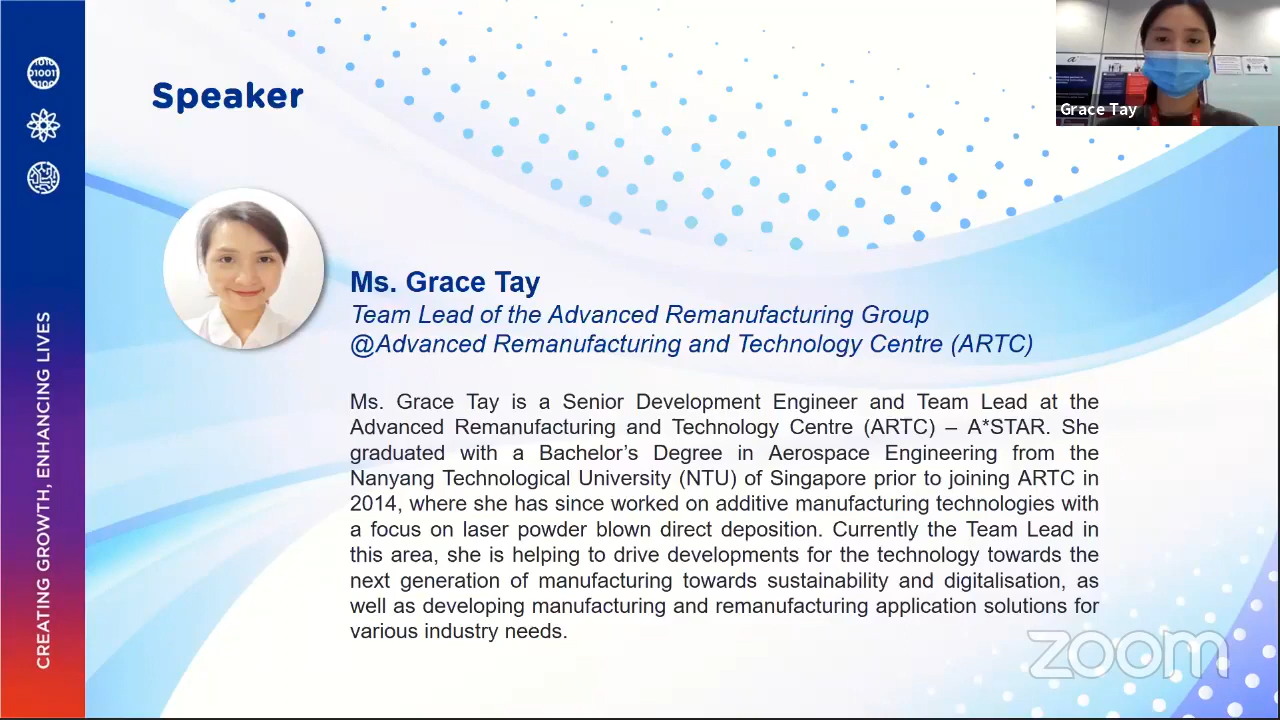 Speaker
Grace Tay
Ms. Grace Tay
Team Lead of the Advanced Remanufacturing Group
@Advanced Remanufacturing and Technology Centre (ARTC)
Ms. Grace Tay is a Senior Development Engineer and Team Lead at the
Advanced Remanufacturing and Technology Centre (ARTC) – A*STAR. She
graduated with a Bachelor’s Degree in Aerospace Engineering from the
Nanyang Technological University (NTU) of Singapore prior to joining ARTC in
2014, where she has since worked on additive manufacturing technologies with
a focus on laser powder blown direct deposition. Currently the Team Lead in
this area, she is helping to drive developments for the technology towards the
next generation of manufacturing towards sustainability and digitalisation, as
well as developing manufacturing and remanufacturing application solutions for
various industry needs.
CREATING GROWTH, ENHANCING LIVES
zoom